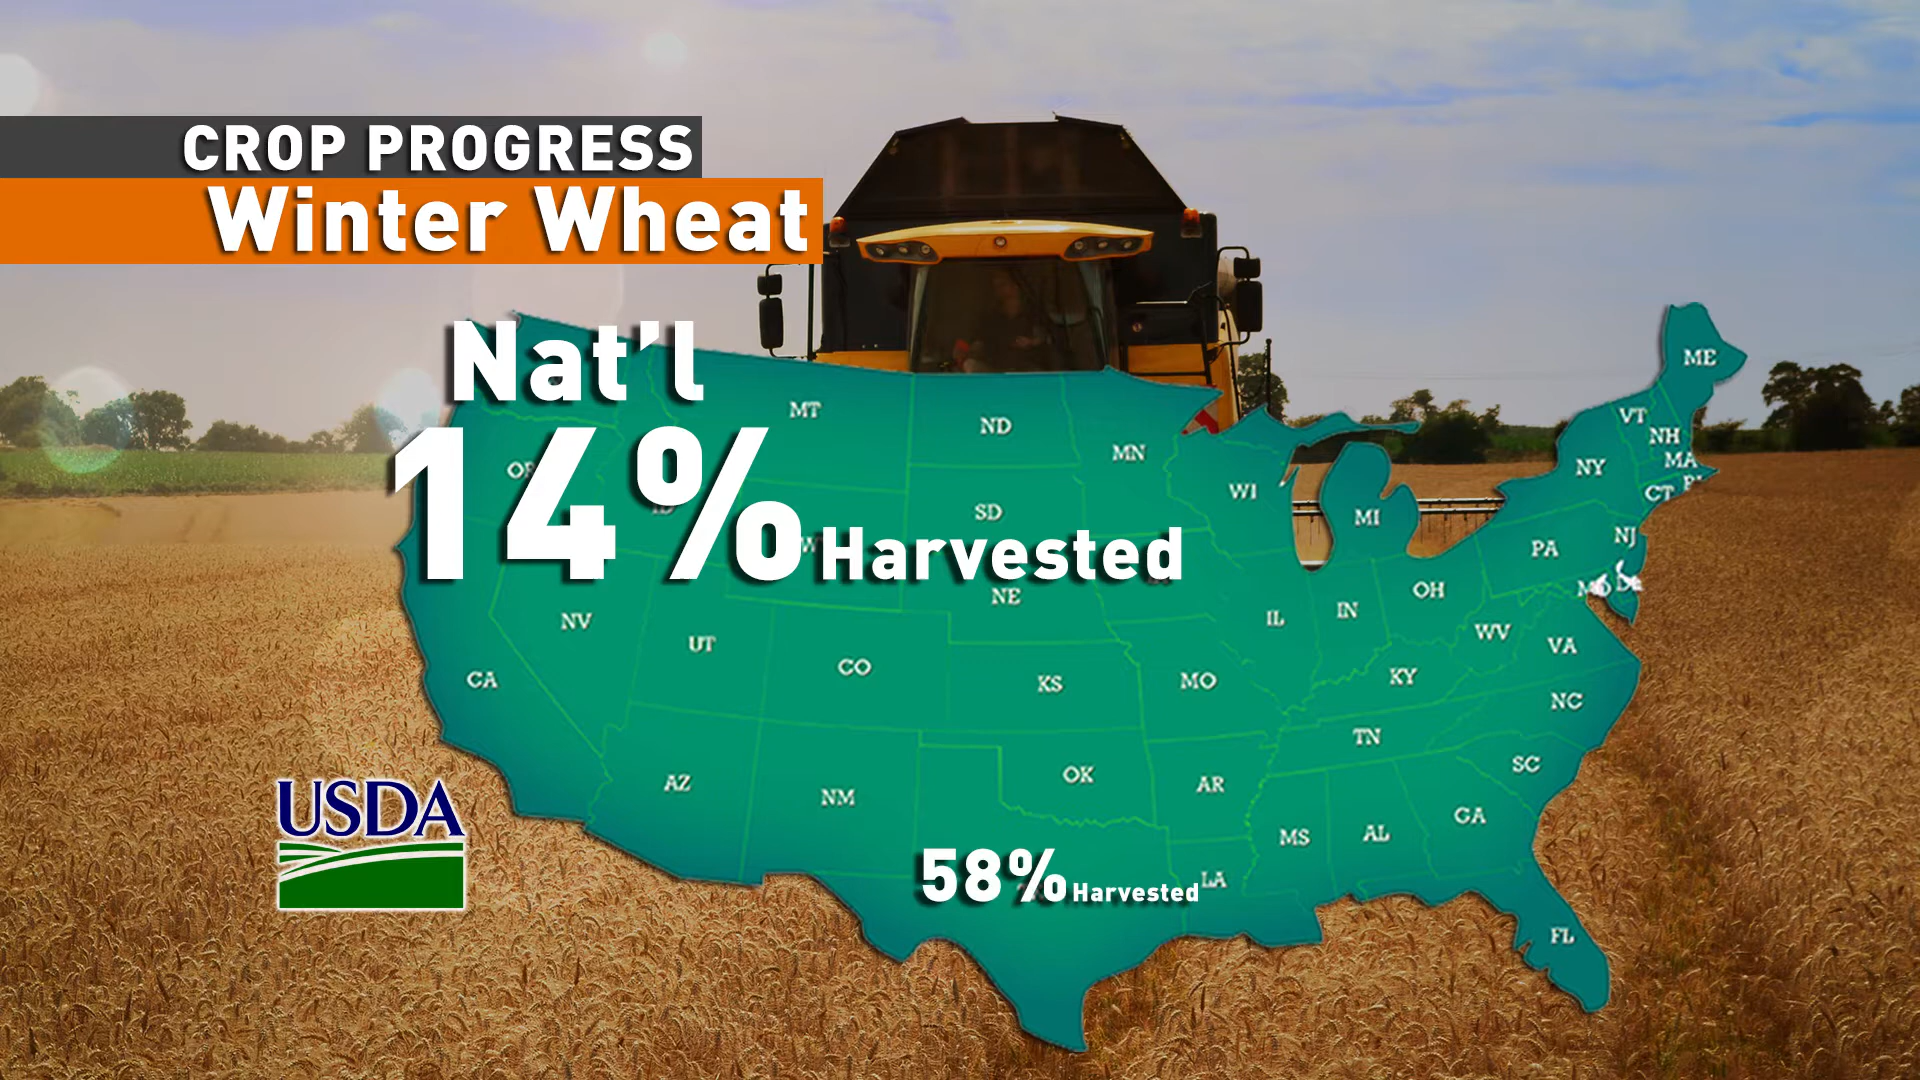 CROP PROGRESS
Winter Wheat
Nat'l
14% Harvested
58% Harvested
USDA
ME
VT
NH
MA
CT
NY
NJ
PA
MT
ND
MN
WI
MI
SD
NE
NV
UT
CO
CA
KS
MO
IL
IN
OH
WV
VA
KY
NC
TN
SC
AZ
NM
OK
AR
MS
AL
GA
LA
FL